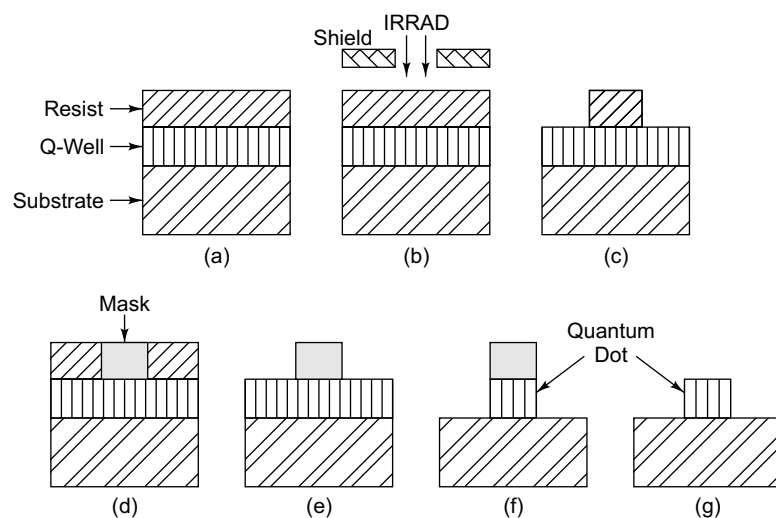 IRRAD
Shield
Resist
Q-Well
Substrate
(a)
(b)
(c)
Mask
Quantum
Dot
(d)
(e)
(f)
(g)